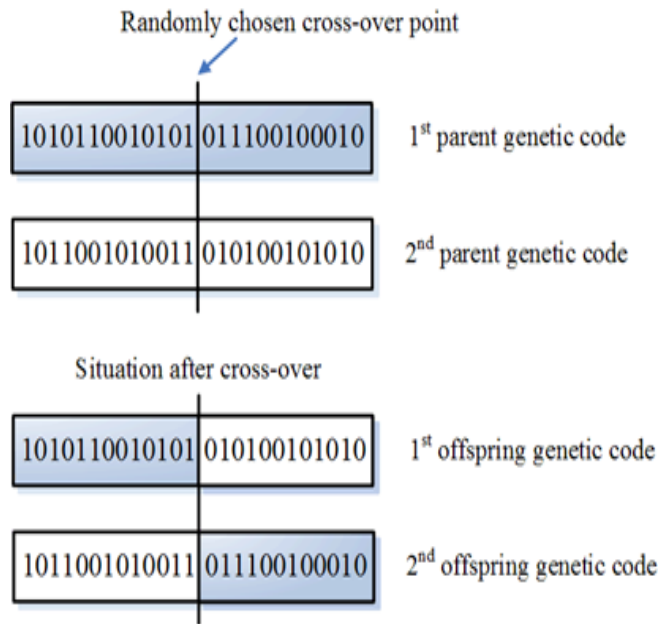 Randomly chosen cross-over point
1010110010101 011100100010 1st parent genetic code
1011001010011 010100101010 2nd parent genetic code
Situation after cross-over
1010110010101 010100101010 1st offspring genetic code
1011001010011 011100100010 2nd offspring genetic code